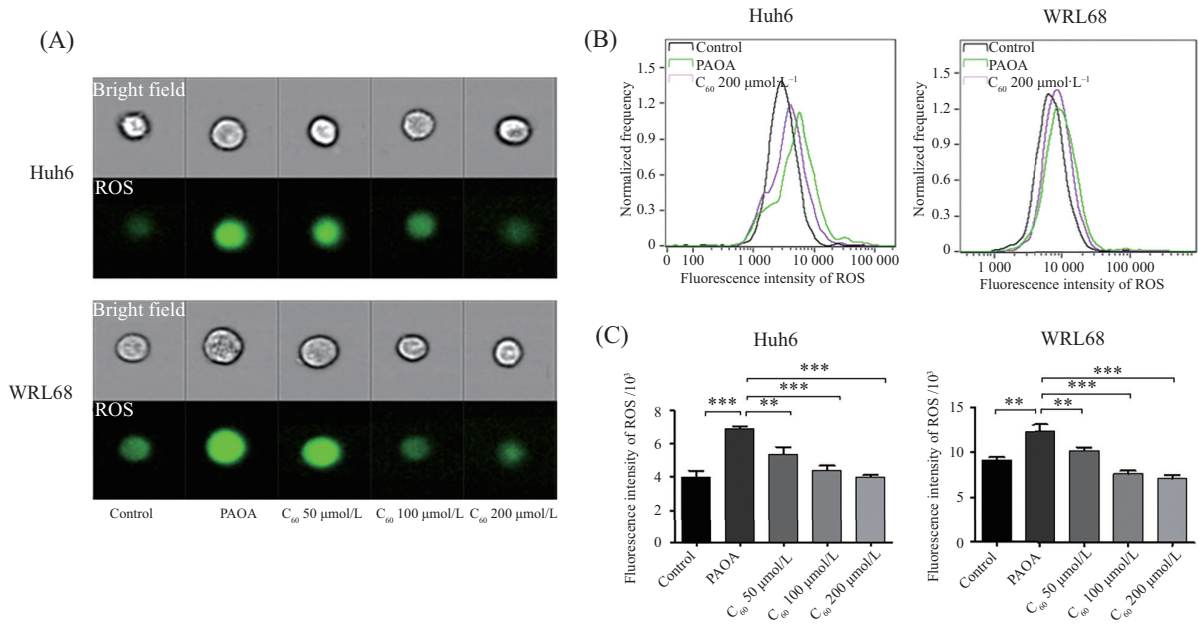 (A)
Bright field
Huh6
ROS
Bright field
WRL68
ROS
Control PAOA C₆₀ 50 μmol/L C₆₀ 100 μmol/L C₆₀ 200 μmol/L
(B)
Huh6
Control
PAOA
C₆₀ 200 μmol·L⁻¹
Normalized frequency
1.5
1.2
0.9
0.6
0.3
0
0 100 1 000 10 000 100 000
Fluorescence intensity of ROS
WRL68
Control
PAOA
C₆₀ 200 μmol·L⁻¹
Normalized frequency
1.5
1.2
0.9
0.6
0.3
0
1 000 10 000 100 000
Fluorescence intensity of ROS
(C)
Huh6
Fluorescence intensity of ROS /10³
8
6
4
2
0
***
***
*** **
Control PAOA C₆₀ 50 μmol/L C₆₀ 100 μmol/L C₆₀ 200 μmol/L
WRL68
Fluorescence intensity of ROS /10³
15
10
5
0
***
***
** **
Control PAOA C₆₀ 50 μmol/L C₆₀ 100 μmol/L C₆₀ 200 μmol/L